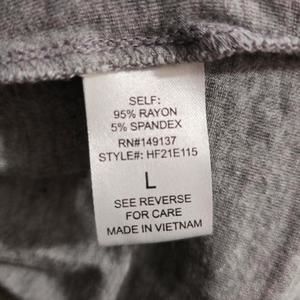 SELF:
95% RAYON
5% SPANDEX
RN#149137
STYLE#: HF21E115
L
SEE REVERSE
FOR CARE
MADE IN VIETNAM